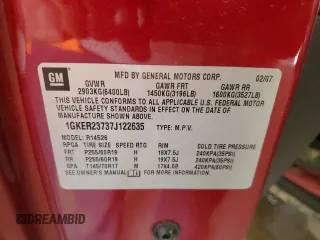 GM
MFD BY GENERAL MOTORS CORP.
02/07
GVWR GAWR FRT GAWR RR
2903KG(6400LB) 1450KG(3196LB) 1600KG(3527LB)
THIS VEHICLE CONFORMS TO ALL APPLICABLE U.S. FEDERAL MOTOR
VEHICLE SAFETY STANDARDS IN EFFECT ON THE DATE OF
MANUFACTURE SHOWN ABOVE.
1GKER23737J122635 TYPE: M.P.V.
MODEL: R14526
RPGA TIRE SIZE SPEED RTG RIM COLD TIRE PRESSURE
FRT P255/60R19 H 19X7.5J 240KPA(35PSI)
RR P255/60R19 H 19X7.5J 240KPA(35PSI)
SPA T145/70R17 M 17X4.5B 420KPA(60PSI)
SEE OWNER'S MANUAL FOR ADDITIONAL INFORMATION
DREAMBID